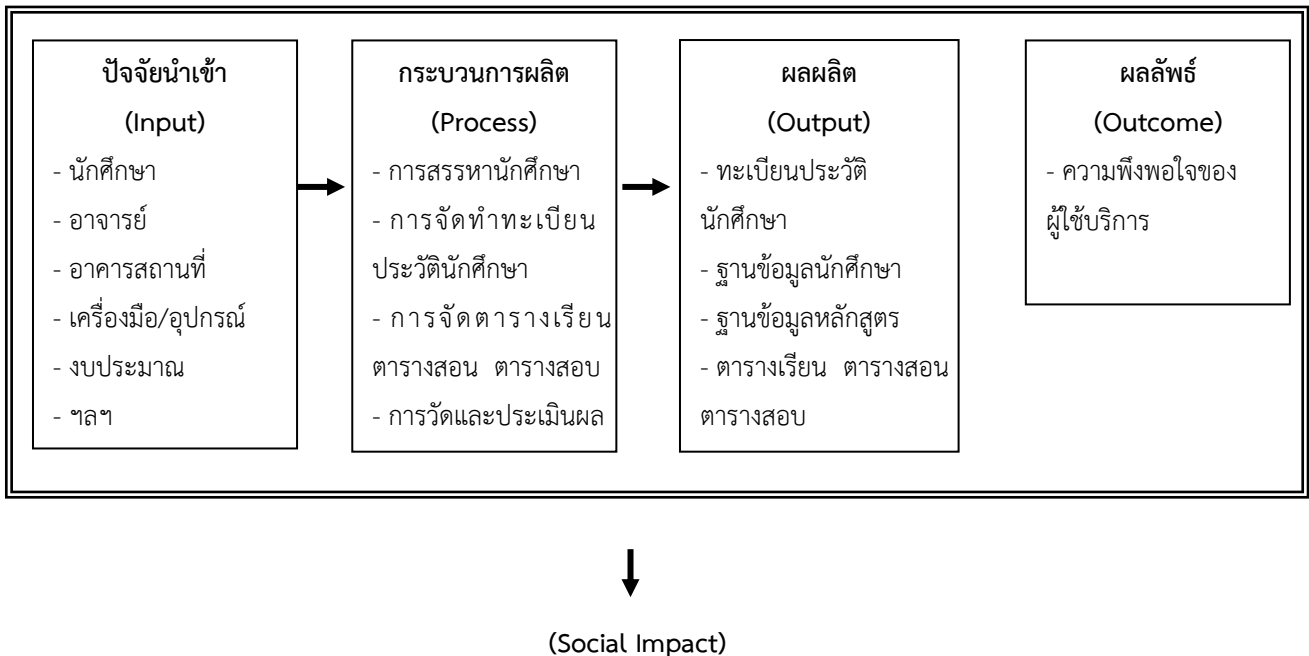 ปัจจัยนำเข้า
(Input)
- นักศึกษา
- อาจารย์
- อาคารสถานที่
- เครื่องมือ/อุปกรณ์
- งบประมาณ
- ฯลฯ
กระบวนการผลิต
(Process)
- การสรรหานักศึกษา
- การจัดทำทะเบียน
ประวัตินักศึกษา
- การจัดตารางเรียน
ตารางสอน ตารางสอบ
- การวัดและประเมินผล
ผลผลิต
(Output)
- ทะเบียนประวัติ
นักศึกษา
- ฐานข้อมูลนักศึกษา
- ฐานข้อมูลหลักสูตร
- ตารางเรียน ตารางสอน
ตารางสอบ
ผลลัพธ์
(Outcome)
- ความพึงพอใจของ
ผู้ใช้บริการ
(Social Impact)